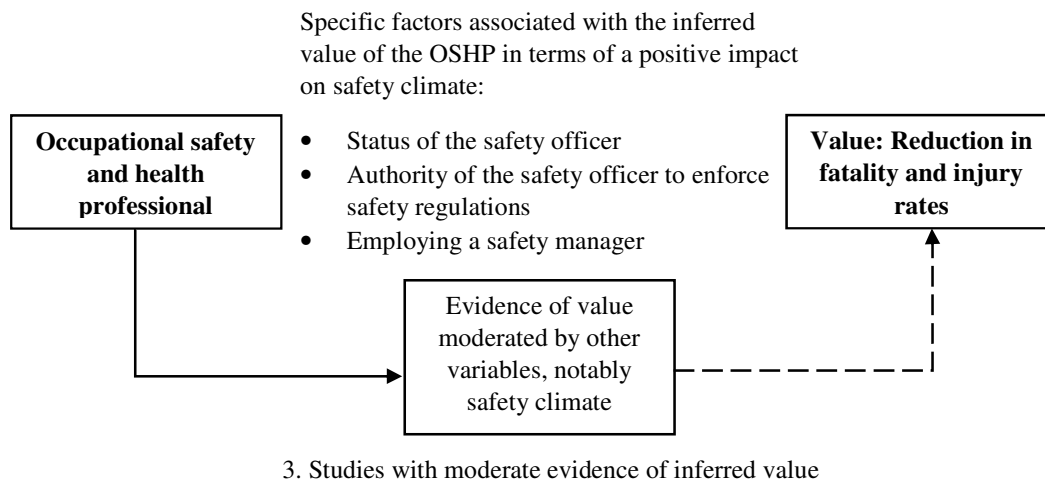 Specific factors associated with the inferred
value of the OSHP in terms of a positive impact
on safety climate:
Occupational safety
and health
professional
• Status of the safety officer
• Authority of the safety officer to enforce
safety regulations
• Employing a safety manager
Value: Reduction in
fatality and injury
rates
Evidence of value
moderated by other
variables, notably
safety climate
3. Studies with moderate evidence of inferred value